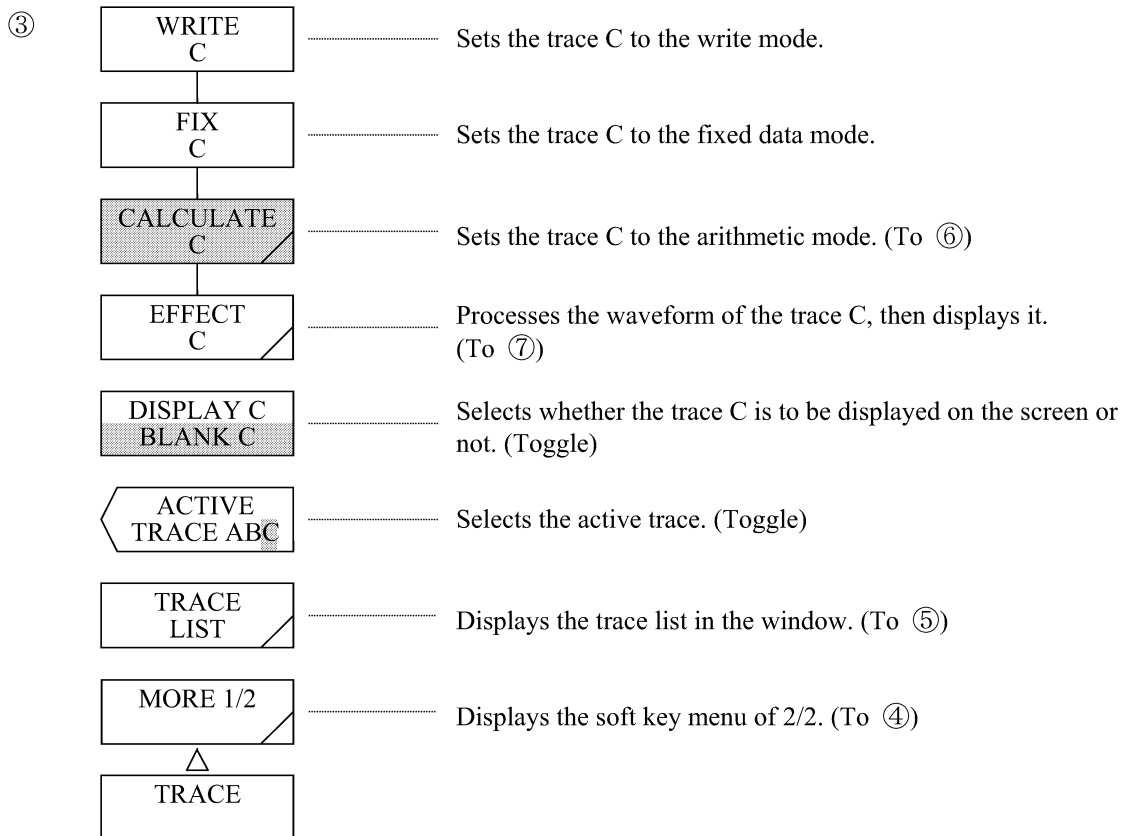 ③
WRITE
C
Sets the trace C to the write mode.
FIX
C
Sets the trace C to the fixed data mode.
CALCULATE
C
Sets the trace C to the arithmetic mode. (To ⑥)
EFFECT
C
Processes the waveform of the trace C, then displays it.
(To ⑦)
DISPLAY C
BLANK C
Selects whether the trace C is to be displayed on the screen or
not. (Toggle)
ACTIVE
TRACE ABC
Selects the active trace. (Toggle)
TRACE
LIST
Displays the trace list in the window. (To ⑤)
MORE 1/2
Displays the soft key menu of 2/2. (To ④)
TRACE